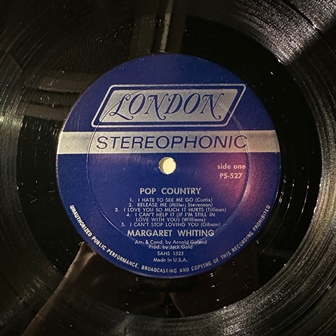 LONDON
STEREOPHONIC
side one
PS-527
POP COUNTRY
1. I HATE TO SEE ME GO (Curtis)
2. RELEASE ME (Miller; Stevenson)
3. I LOVE YOU SO MUCH IT HURTS (Tillman)
4. I CAN'T HELP IT (IF I'M STILL IN
LOVE WITH YOU) (Williams)
5. I CAN'T STOP LOVING YOU (Gibson)
MARGARET WHITING
Arr. & Cond. by Arnold Goland
Prod. by Jack Gold
SAHS 1525
Made in U.S.A.
UNAUTHORIZED PUBLIC PERFORMANCE, BROADCASTING AND COPYING OF THIS RECORD PROHIBITED